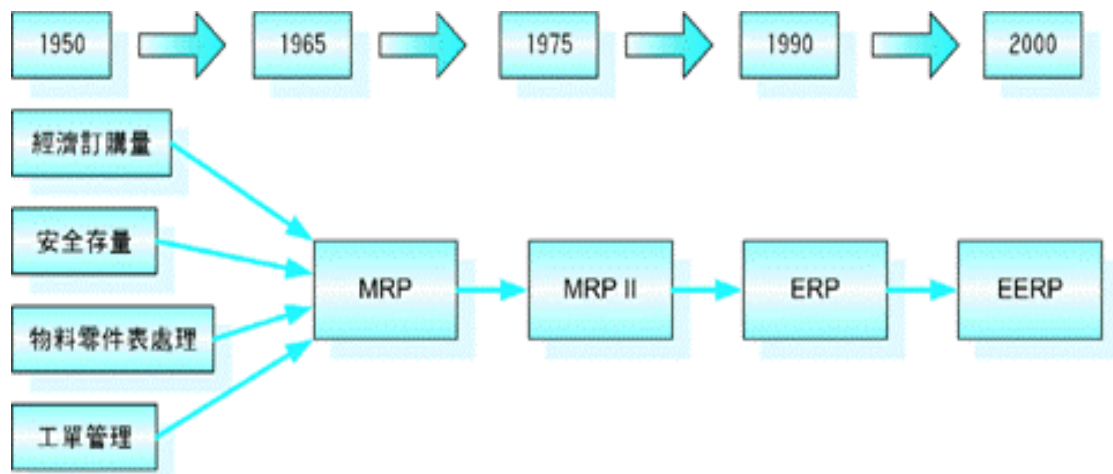 1950 1965 1975 1990 2000
經濟訂購量
安全存量
MRP MRP II ERP EERP
物料零件表處理
工單管理